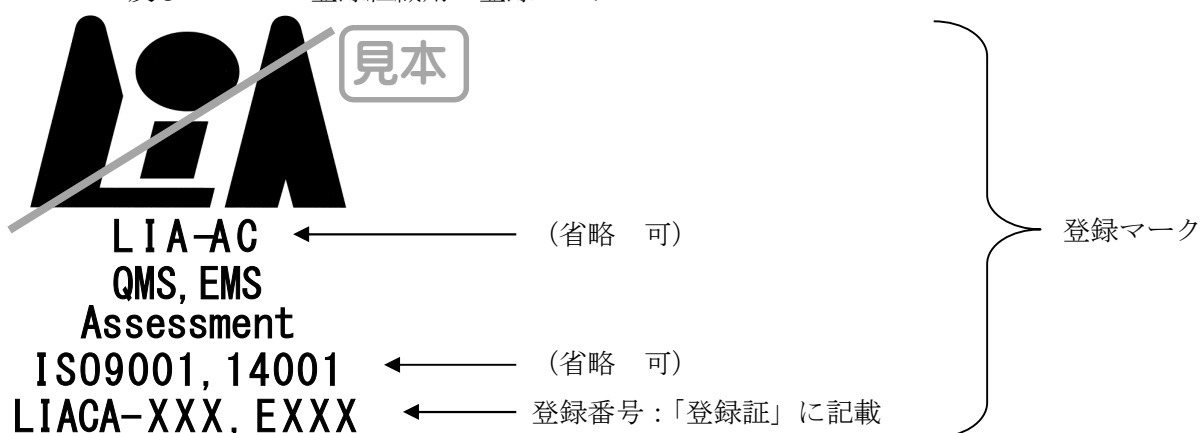 見本
LIA-AC
(省略 可)
QMS,EMS
Assessment
ISO9001,14001
(省略 可)
LIACA-XXX,EXXX
登録番号:「登録証」に記載
登録マーク